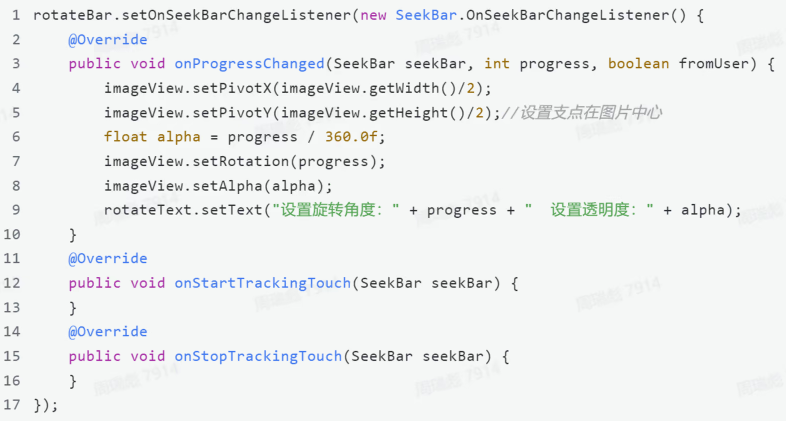 1 rotateBar.setOnSeekBarChangeListener(new SeekBar.OnSeekBarChangeListener() {
2     @Override
3     public void onProgressChanged(SeekBar seekBar, int progress, boolean fromUser) {
4         imageView.setPivotX(imageView.getWidth()/2);
5         imageView.setPivotY(imageView.getHeight()/2);//设置支点在图片中心
6         float alpha = progress / 360.0f;
7         imageView.setRotation(progress);
8         imageView.setAlpha(alpha);
9         rotateText.setText("设置旋转角度：" + progress + "  设置透明度：" + alpha);
10     }
11     @Override
12     public void onStartTrackingTouch(SeekBar seekBar) {
13     }
14     @Override
15     public void onStopTrackingTouch(SeekBar seekBar) {
16     }
17 });